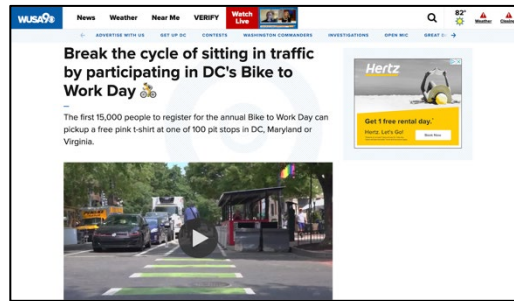 WUSA9 News Weather Near Me VERIFY Watch Live 82° Weather
ADVERTISE WITH US GET UP DC CONTESTS WASHINGTON COMMANDERS INVESTIGATIONS OPEN MIC GREAT
Break the cycle of sitting in traffic
by participating in DC's Bike to
Work Day 🚴
The first 15,000 people to register for the annual Bike to Work Day can
pickup a free pink t-shirt at one of 100 pit stops in DC, Maryland or
Virginia.
Hertz
Get 1 free rental day.*
Hertz. Let's Go!
Book Now